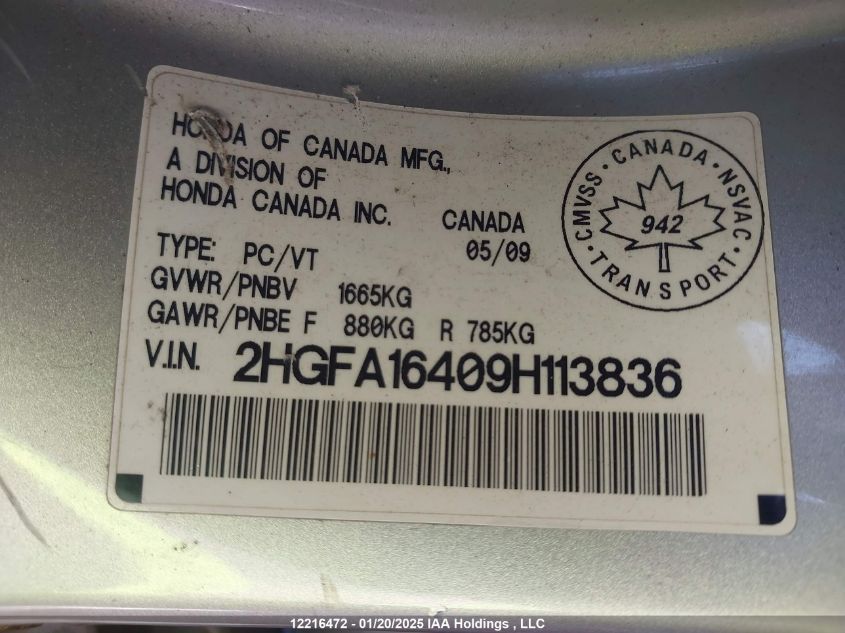 HONDA OF CANADA MFG.,
A DIVISION OF
HONDA CANADA INC. CANADA
TYPE: PC/VT 05/09
GVWR/PNBV 1665KG
GAWR/PNBE F 880KG R 785KG
V.I.N. 2HGFA16409H113836
CMVSS · CANADA · NSVAC
942
· TRANSPORT ·
12216472 - 01/20/2025 IAA Holdings , LLC